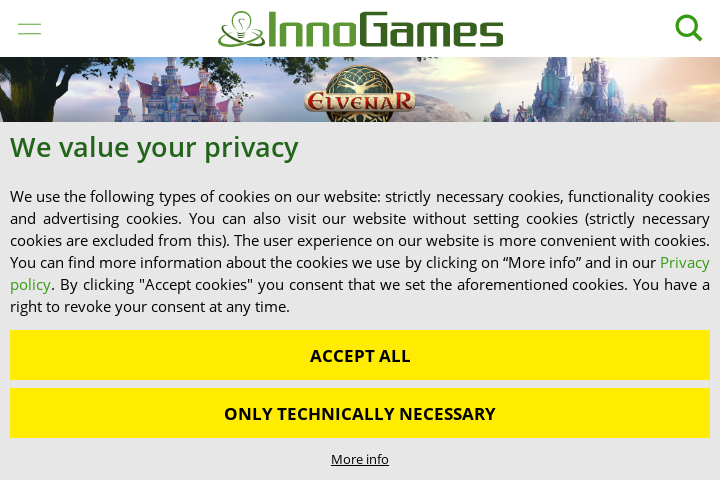 InnoGames
ELVENAR
We value your privacy
We use the following types of cookies on our website: strictly necessary cookies, functionality cookies
and advertising cookies. You can also visit our website without setting cookies (strictly necessary
cookies are excluded from this). The user experience on our website is more convenient with cookies.
You can find more information about the cookies we use by clicking on “More info” and in our Privacy
policy. By clicking "Accept cookies" you consent that we set the aforementioned cookies. You have a
right to revoke your consent at any time.
ACCEPT ALL
ONLY TECHNICALLY NECESSARY
More info